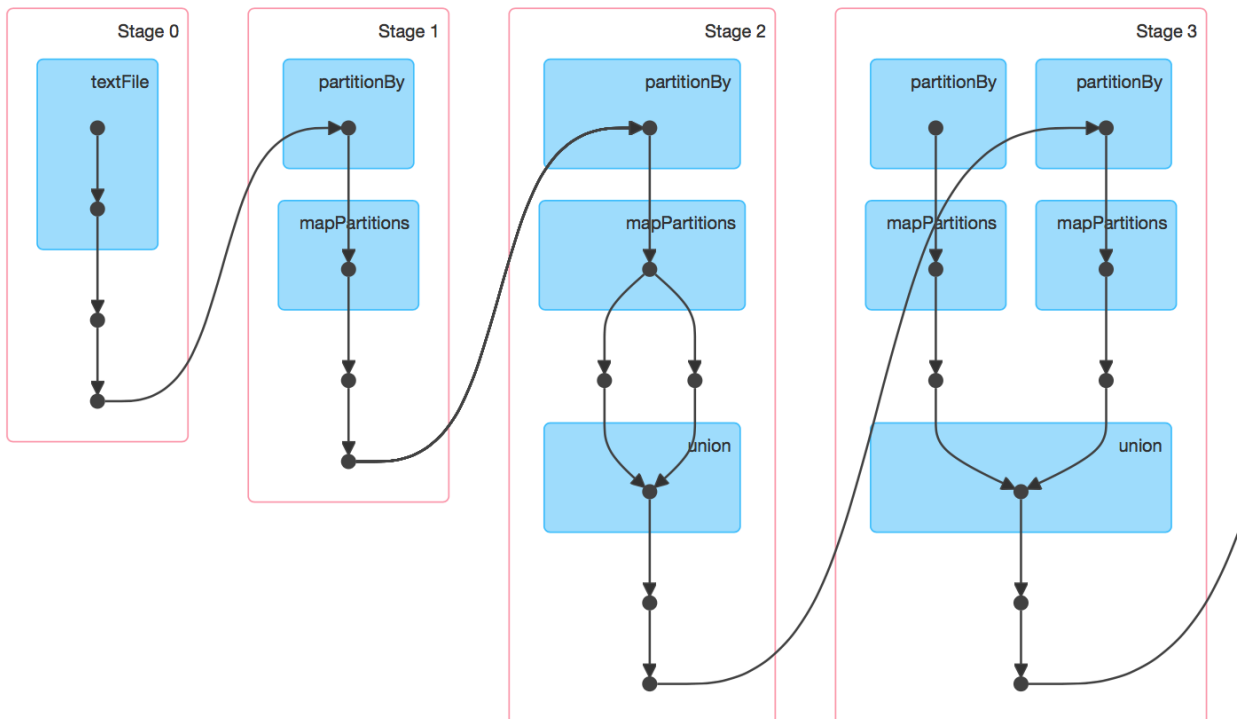 Stage 0
textFile
Stage 1
partitionBy
mapPartitions
Stage 2
partitionBy
mapPartitions
union
Stage 3
partitionBy
partitionBy
mapPartitions
mapPartitions
union